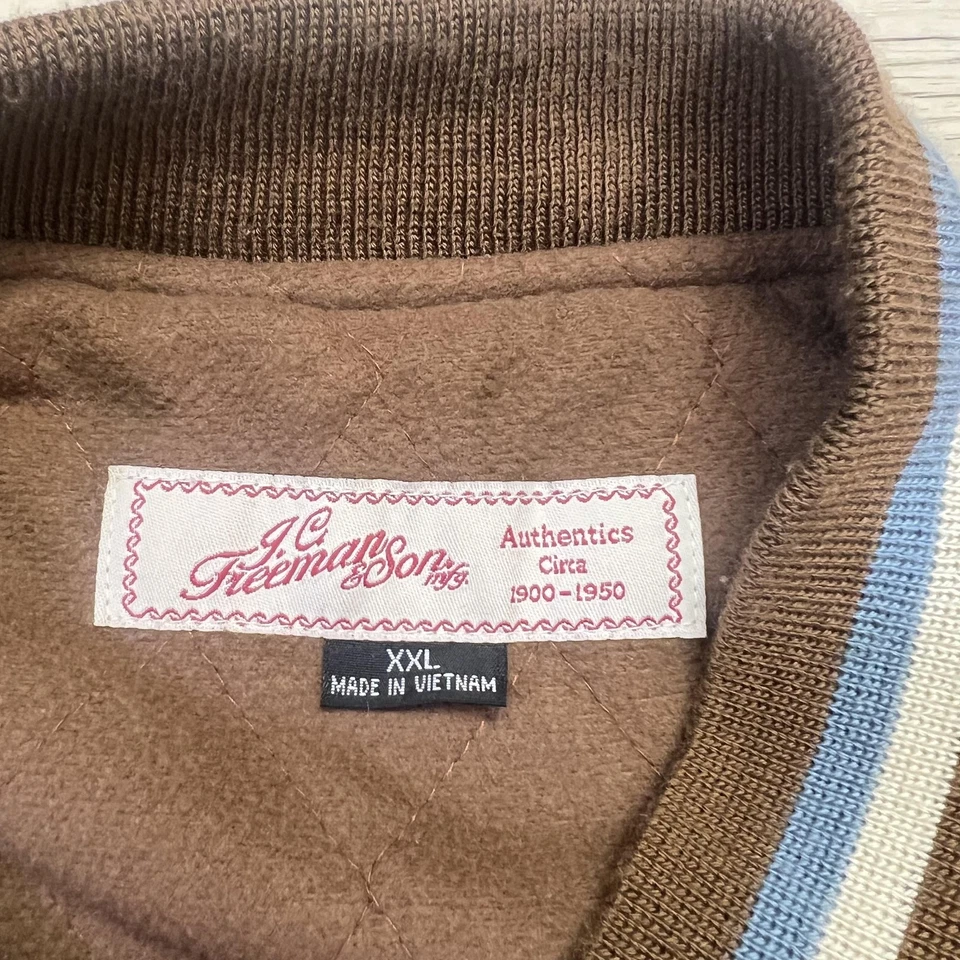 J.C.
Freeman
& Son mfg.
Authentics
Circa
1900-1950
XXL
MADE IN VIETNAM